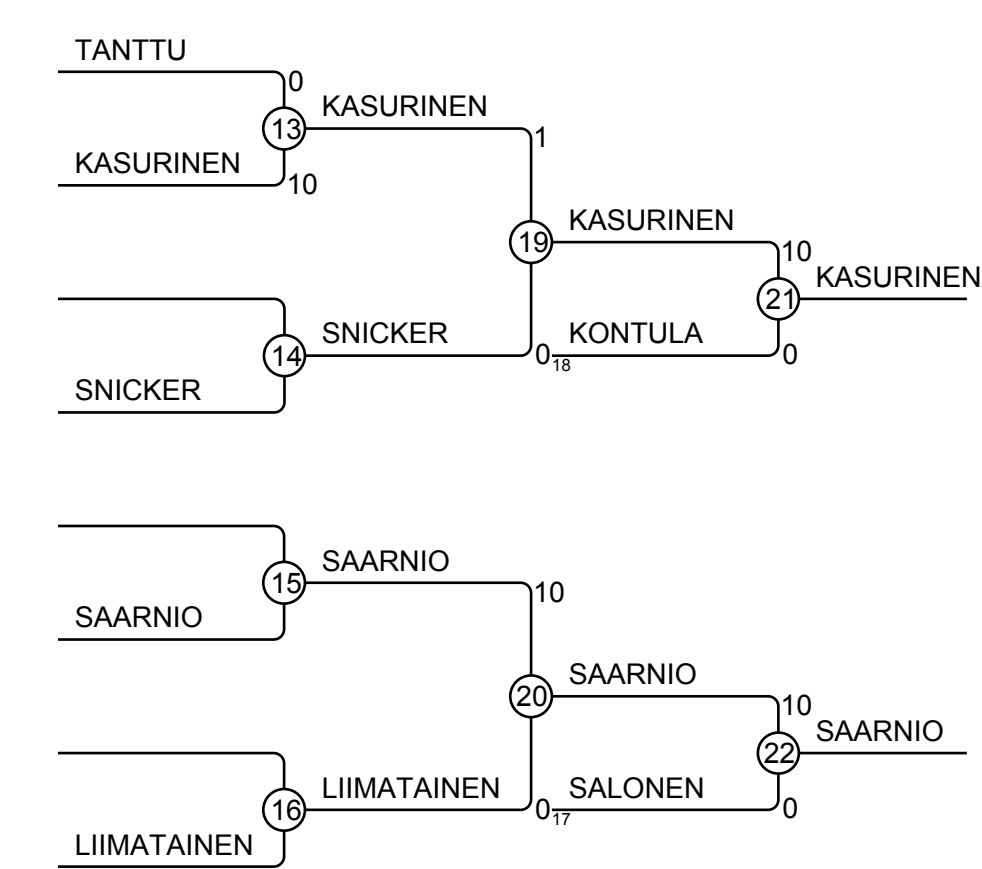 TANTTU
0
13
KASURINEN
KASURINEN
10
1
19
KASURINEN
10
21
KASURINEN
14
SNICKER
SNICKER
0
18
KONTULA
0
15
SAARNIO
SAARNIO
10
20
SAARNIO
10
22
SAARNIO
16
LIIMATAINEN
LIIMATAINEN
0
17
SALONEN
0